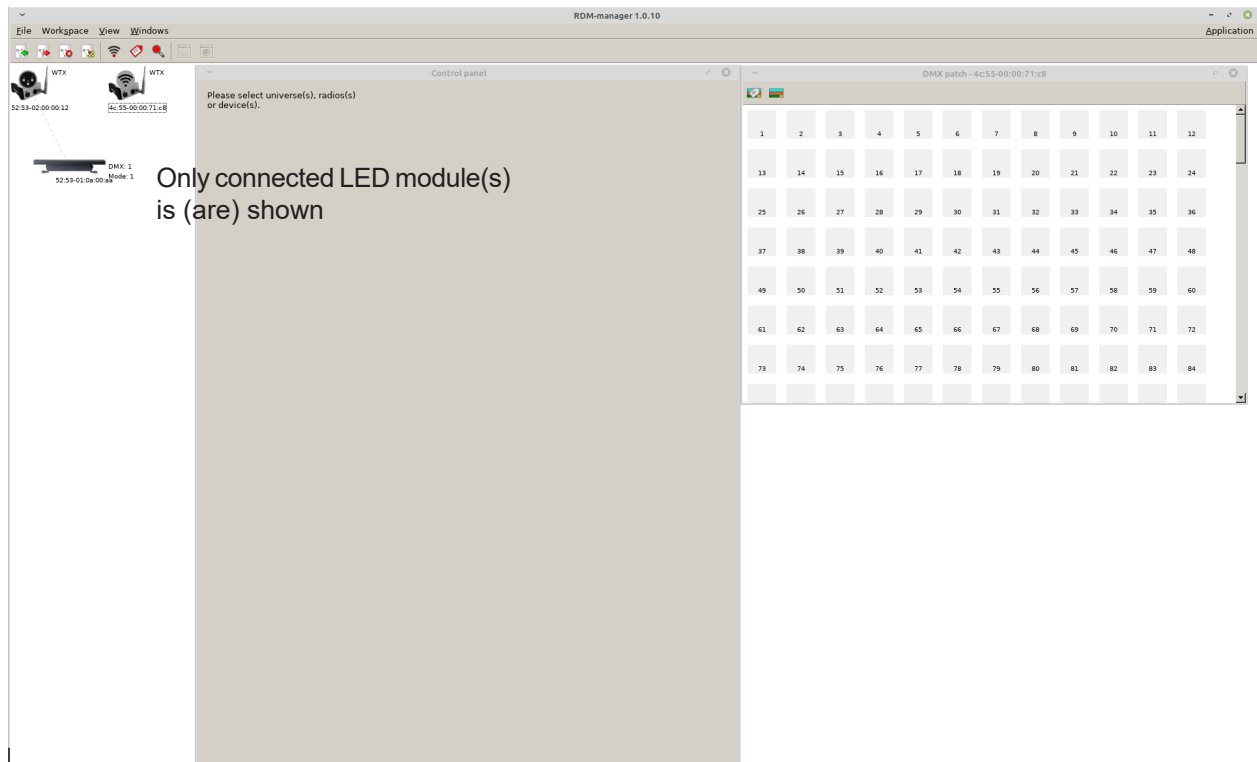 RDM-manager 1.0.10
File Workspace View Windows
Application
WTX
WTX
52:53-02:00:00:12
4c:55-00:00:71:c8
DMX: 1
Mode: 1
52:53-01:0a:00:aa
Only connected LED module(s)
is (are) shown
Control panel
Please select universe(s), radios(s)
or device(s).
DMX patch - 4c:55-00:00:71:c8
1 2 3 4 5 6 7 8 9 10 11 12
13 14 15 16 17 18 19 20 21 22 23 24
25 26 27 28 29 30 31 32 33 34 35 36
37 38 39 40 41 42 43 44 45 46 47 48
49 50 51 52 53 54 55 56 57 58 59 60
61 62 63 64 65 66 67 68 69 70 71 72
73 74 75 76 77 78 79 80 81 82 83 84